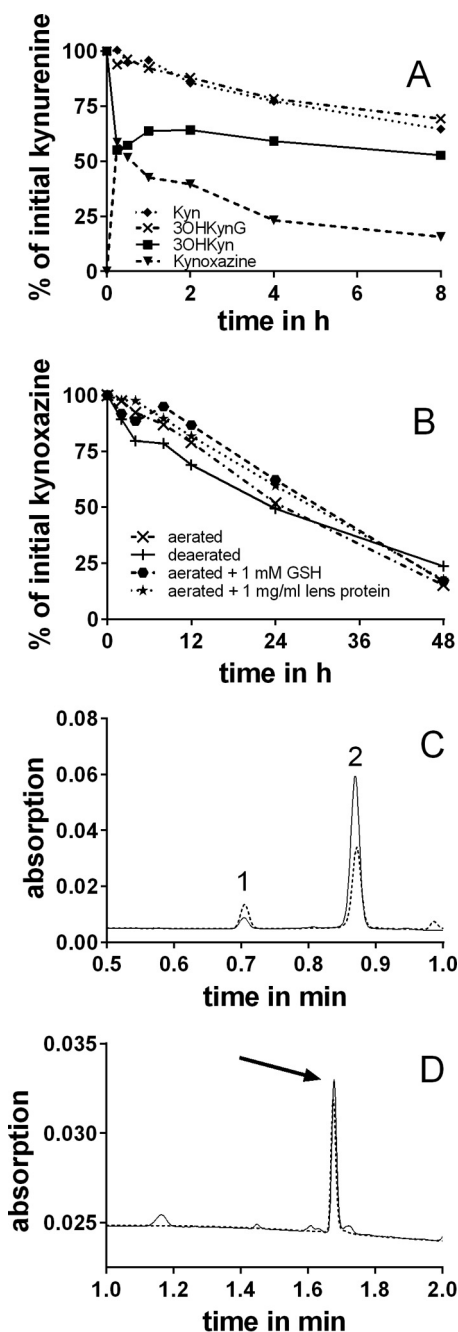 A
% of initial kynurenine
100
75
50
25
0
Kyn
3OHKynG
3OHKyn
Kynoxazine
0 2 4 6 8
time in h
B
% of initial kynoxazine
100
75
50
25
0
aerated
deaerated
aerated + 1 mM GSH
aerated + 1 mg/ml lens protein
0 12 24 36 48
time in h
C
absorption
0.08
0.06
0.04
0.02
0.00
1
2
0.5 0.6 0.7 0.8 0.9 1.0
time in min
D
absorption
0.035
0.030
0.025
1.0 1.2 1.4 1.6 1.8 2.0
time in min